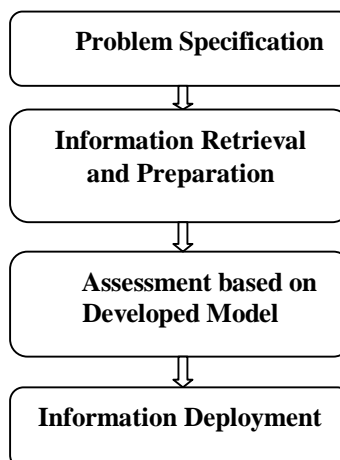 Problem Specification
Information Retrieval
and Preparation
Assessment based on
Developed Model
Information Deployment